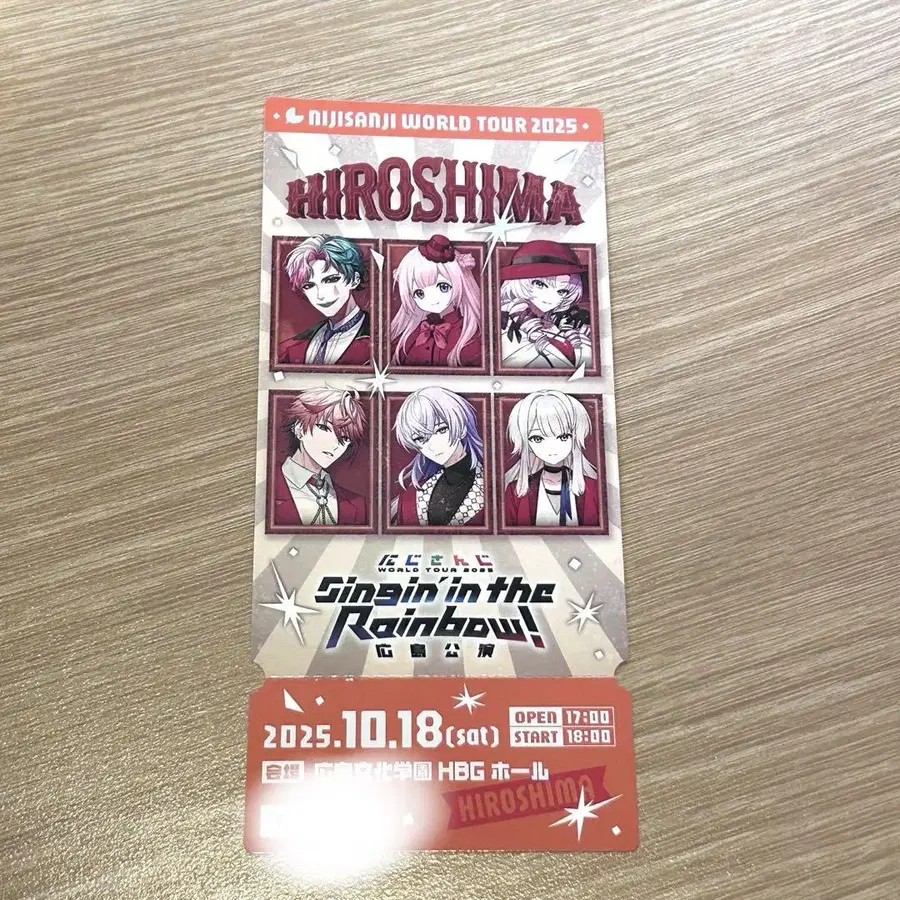 NIJISANJI WORLD TOUR 2025
HIROSHIMA
にじさんじ
WORLD TOUR 2025
Singin' in the
Rainbow!
広島公演
2025.10.18(sat)
OPEN 17:00
START 18:00
会場 広島文化学園 HBG ホール
HIROSHIMA